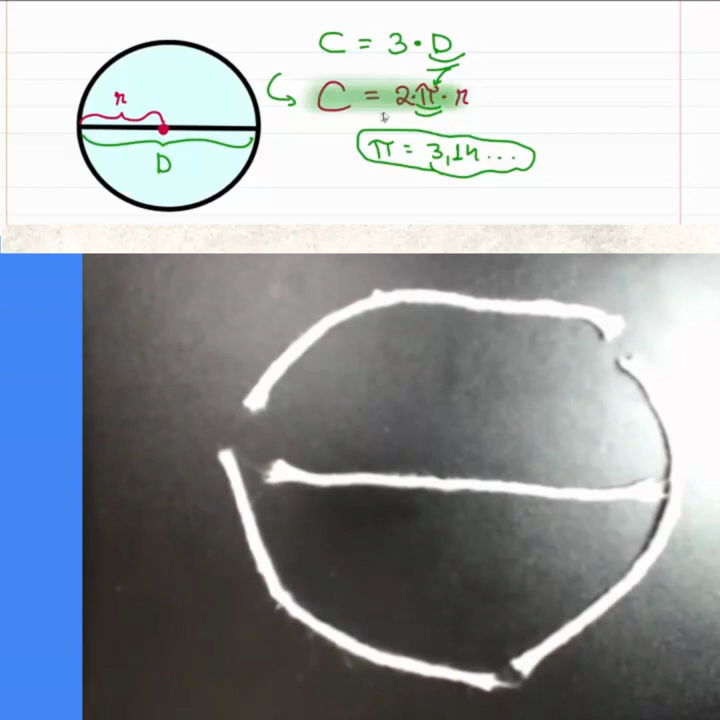 C = 3·D
C = 2·π·r
r
D
π = 3,14...